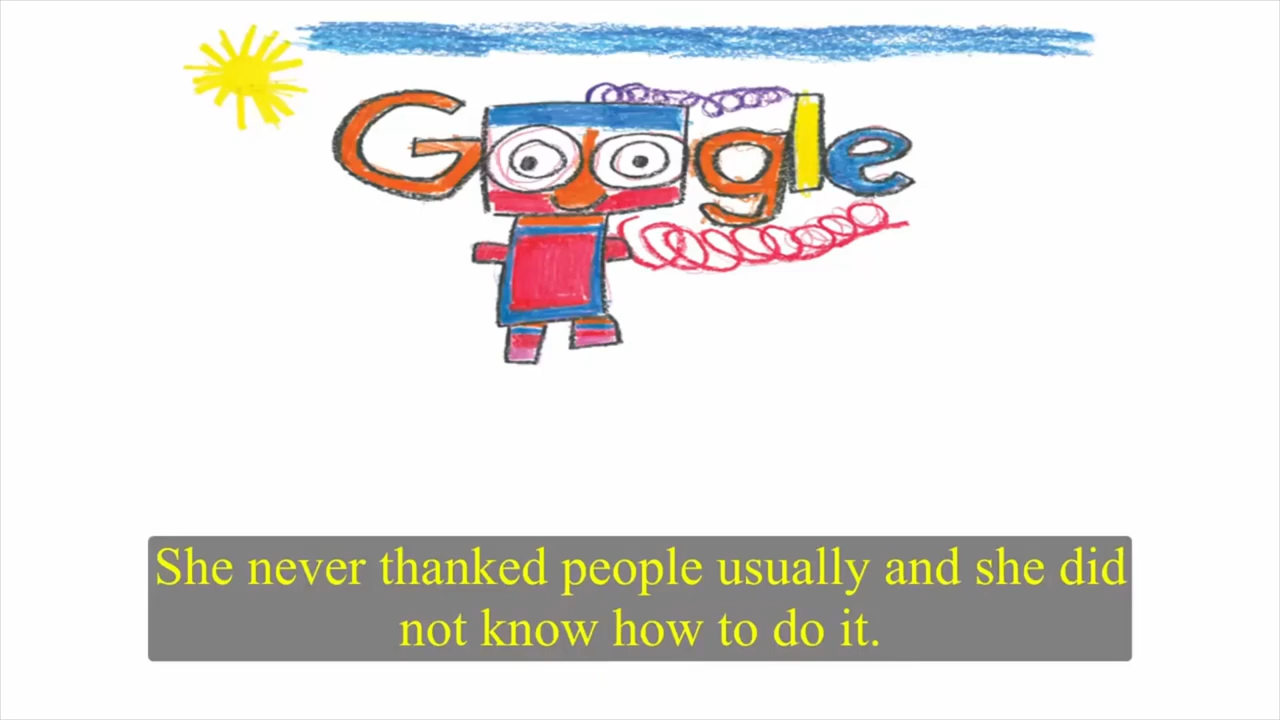 Google
She never thanked people usually and she did
not know how to do it.